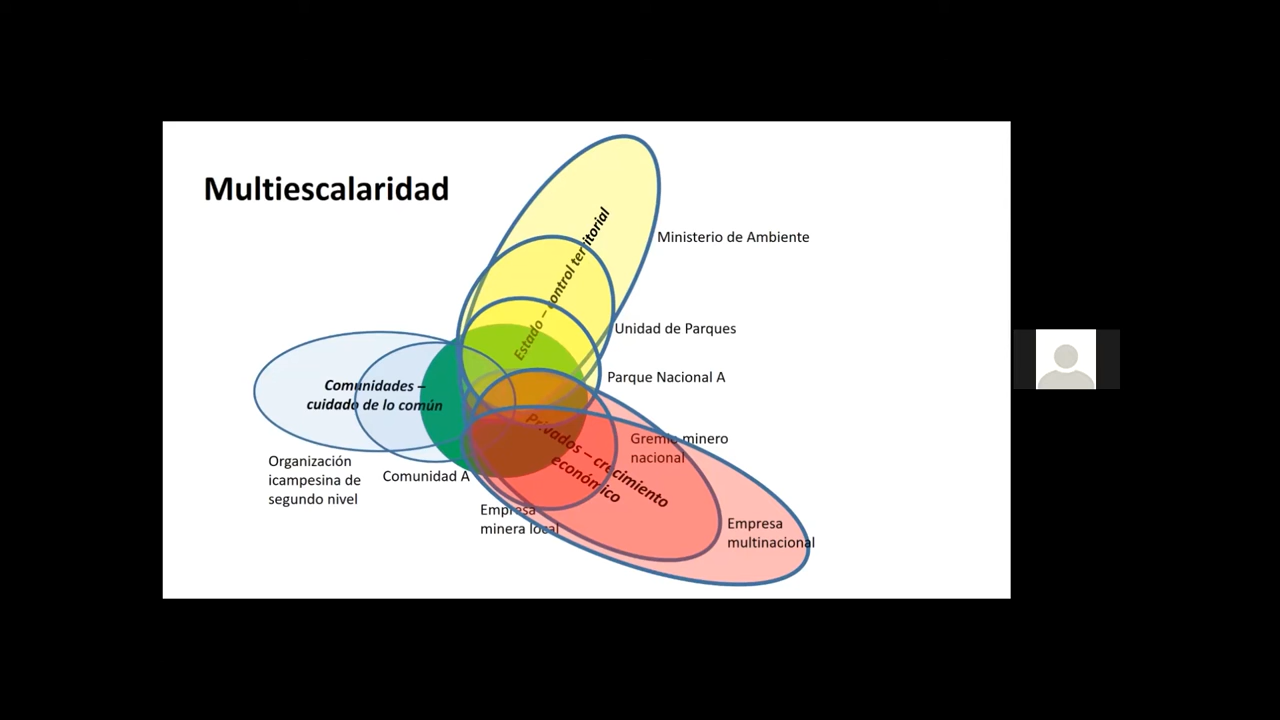 Multiescalaridad
Estado – control territorial
Ministerio de Ambiente
Unidad de Parques
Parque Nacional A
Comunidades –
cuidado de lo común
Organización
icampesina de
segundo nivel
Comunidad A
Privados – crecimiento
económico
Gremio minero
nacional
Empresa
minera local
Empresa
multinacional